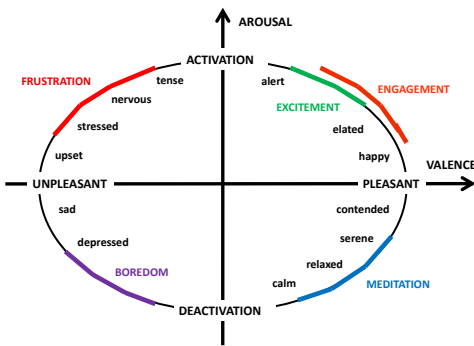 AROUSAL
ACTIVATION
FRUSTRATION
tense
alert
ENGAGEMENT
nervous
EXCITEMENT
stressed
elated
upset
happy
VALENCE
UNPLEASANT
PLEASANT
sad
contended
depressed
serene
relaxed
BOREDOM
calm
MEDITATION
DEACTIVATION